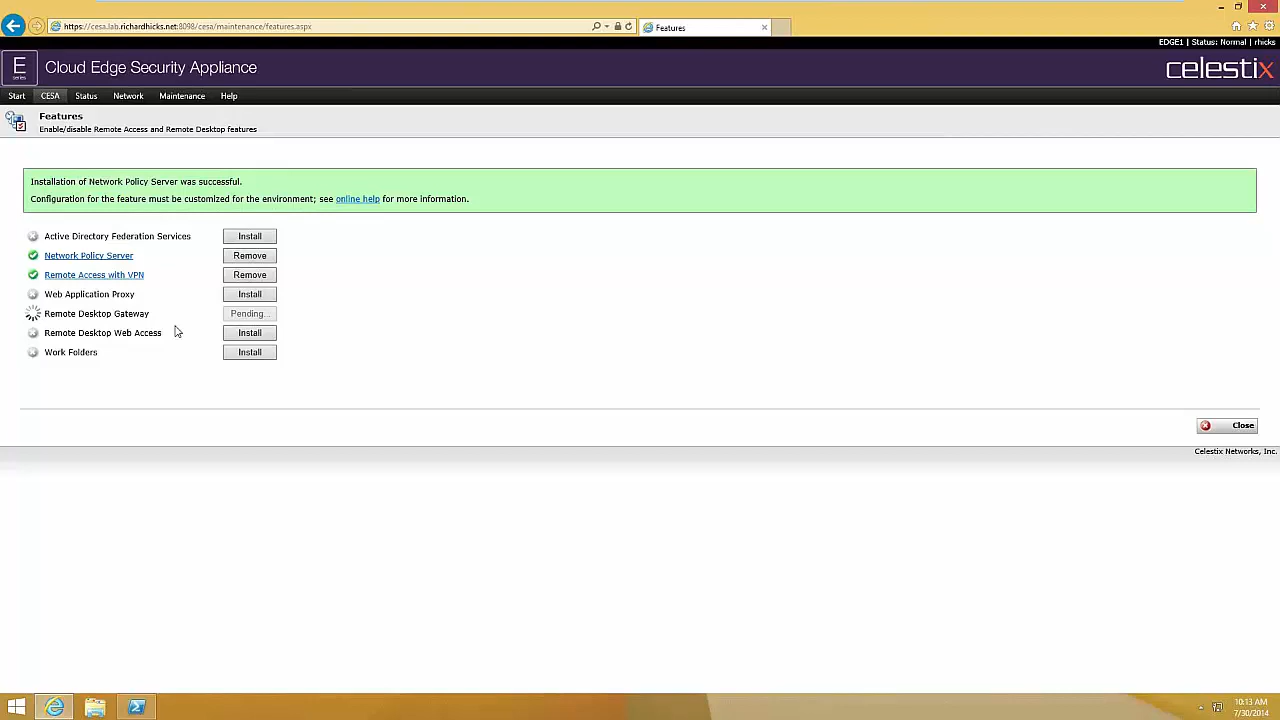 https://cesa.lab.richardhicks.net:8098/cesa/maintenance/features.aspx
Features
EDGE1 | Status: Normal | rhicks
E
series
Cloud Edge Security Appliance
celestix
Start CESA Status Network Maintenance Help
Features
Enable/disable Remote Access and Remote Desktop features
Installation of Network Policy Server was successful.
Configuration for the feature must be customized for the environment; see online help for more information.
Active Directory Federation Services Install
Network Policy Server Remove
Remote Access with VPN Remove
Web Application Proxy Install
Remote Desktop Gateway Pending...
Remote Desktop Web Access Install
Work Folders Install
Close
Celestix Networks, Inc.
10:13 AM
7/30/2014